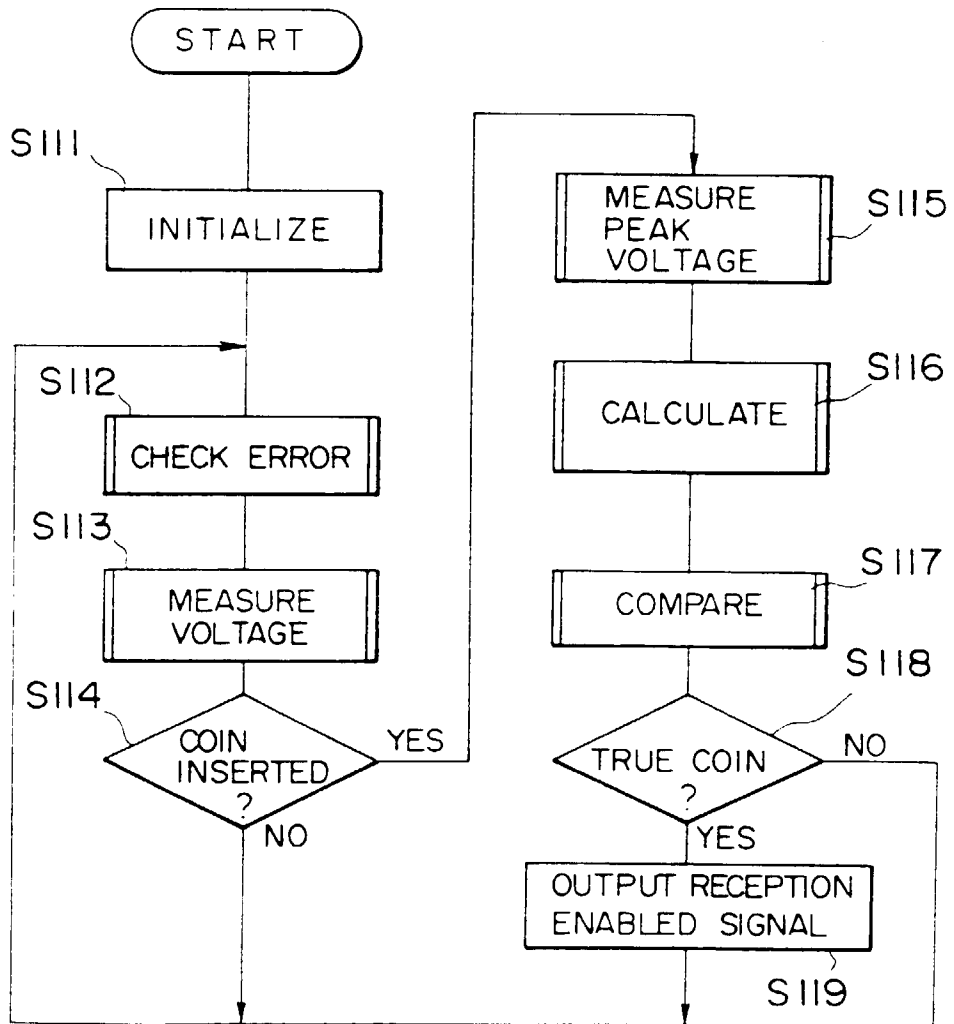 START
S111
INITIALIZE
S112
CHECK ERROR
S113
MEASURE
VOLTAGE
S114
COIN
INSERTED
?
YES
NO
MEASURE
PEAK
VOLTAGE
S115
CALCULATE
S116
COMPARE
S117
S118
TRUE COIN
?
NO
YES
OUTPUT RECEPTION
ENABLED SIGNAL
S119